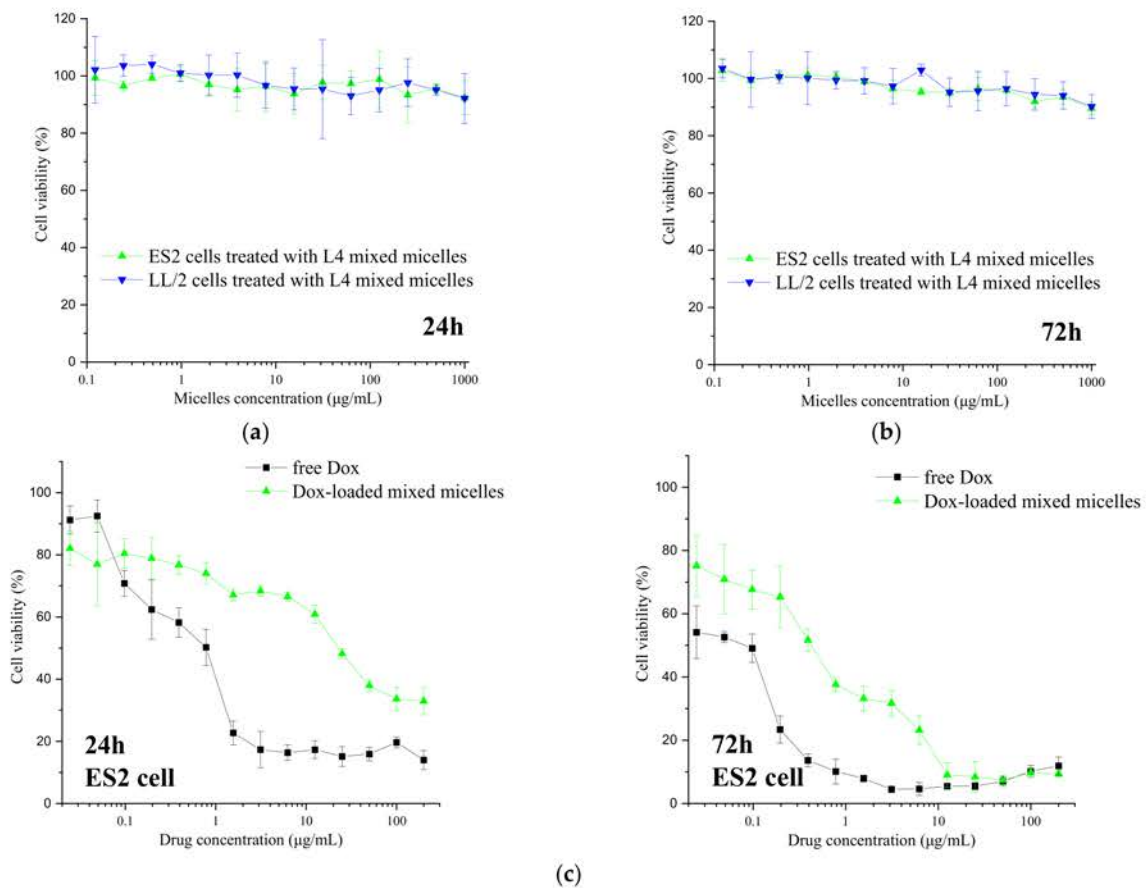 120
100
80
60
40
20
0
Cell viability (%)
ES2 cells treated with L4 mixed micelles
LL/2 cells treated with L4 mixed micelles
24h
0.1 1 10 100 1000
Micelles concentration (μg/mL)
(a)
120
100
80
60
40
20
0
Cell viability (%)
ES2 cells treated with L4 mixed micelles
LL/2 cells treated with L4 mixed micelles
72h
0.1 1 10 100 1000
Micelles concentration (μg/mL)
(b)
100
80
60
40
20
0
Cell viability (%)
free Dox
Dox-loaded mixed micelles
24h
ES2 cell
0.1 1 10 100
Drug concentration (μg/mL)
100
80
60
40
20
0
Cell viability (%)
free Dox
Dox-loaded mixed micelles
72h
ES2 cell
0.1 1 10 100
Drug concentration (μg/mL)
(c)